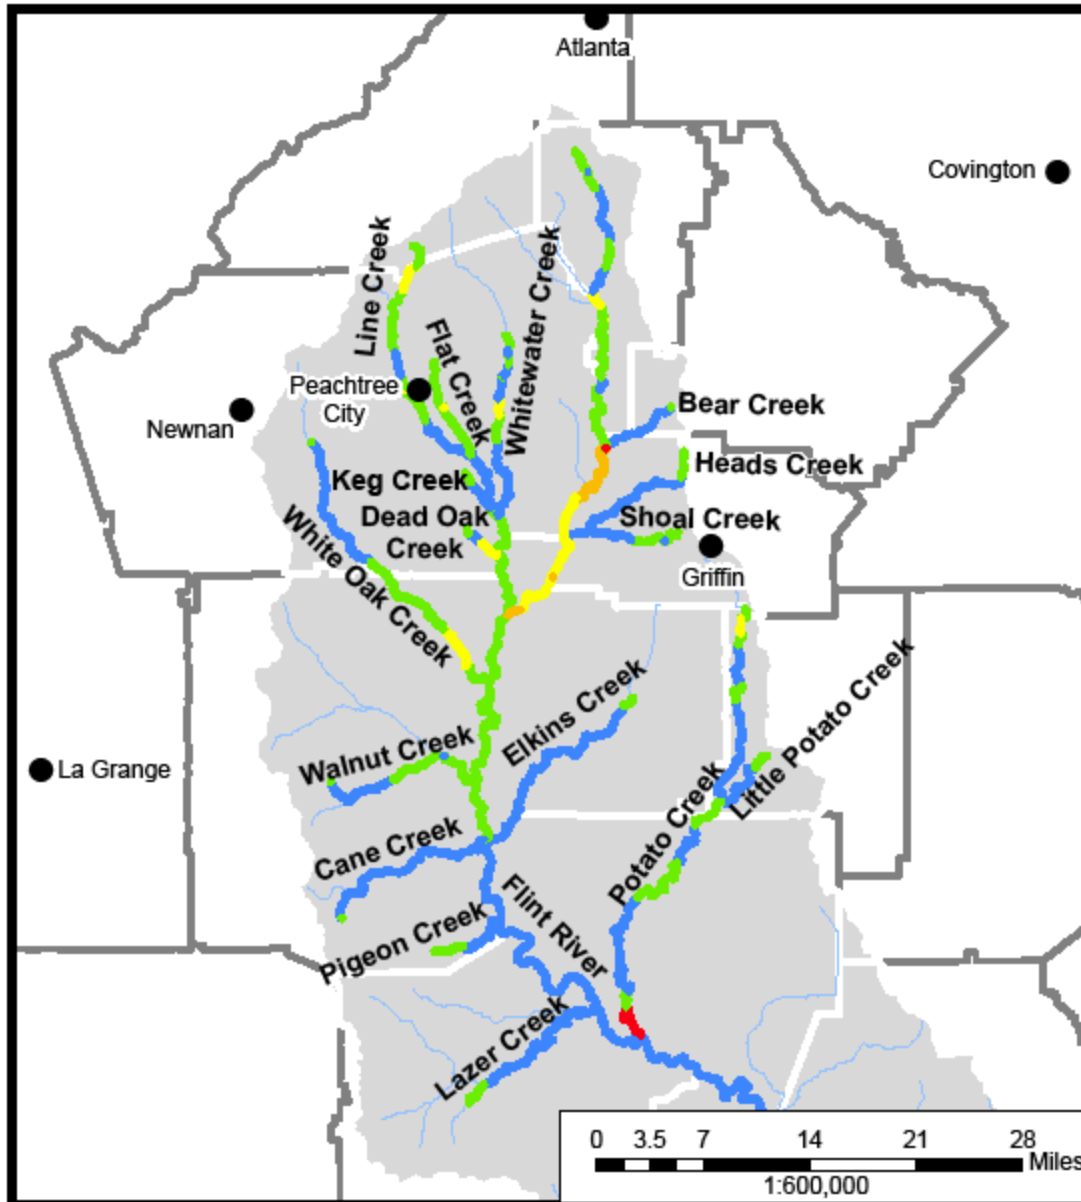 Atlanta
Covington
Line Creek
Whitewater Creek
Flat Creek
Peachtree
City
Newnan
Bear Creek
Heads Creek
Keg Creek
Dead Oak
Creek
Shoal Creek
Griffin
White Oak Creek
Elkins Creek
Little Potato Creek
Walnut Creek
La Grange
Potato Creek
Cane Creek
Flint River
Pigeon Creek
Lazer Creek
0 3.5 7 14 21 28
Miles
1:600,000